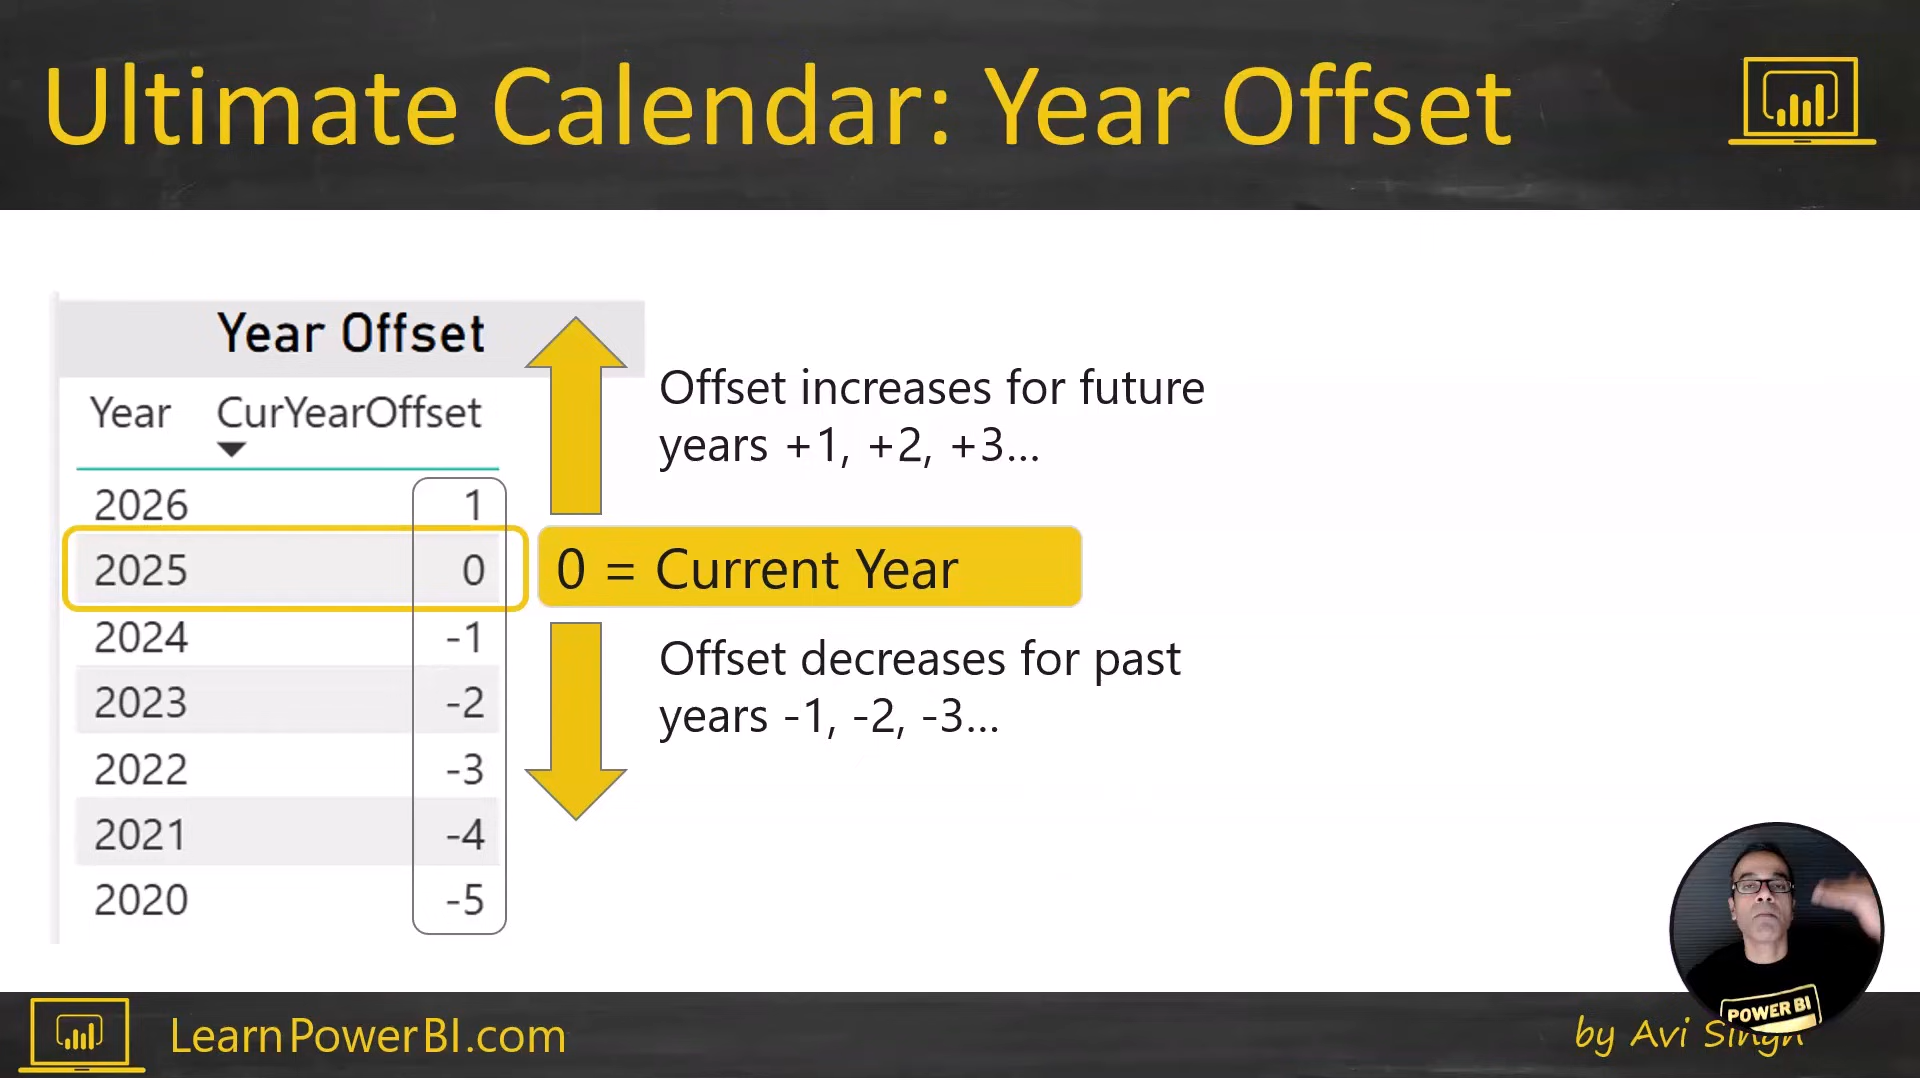 Ultimate Calendar: Year Offset
Year Offset
Year CurYearOffset
2026 1
2025 0
2024 -1
2023 -2
2022 -3
2021 -4
2020 -5
Offset increases for future
years +1, +2, +3...
0 = Current Year
Offset decreases for past
years -1, -2, -3...
POWER BI
LearnPowerBI.com
by Avi Singh